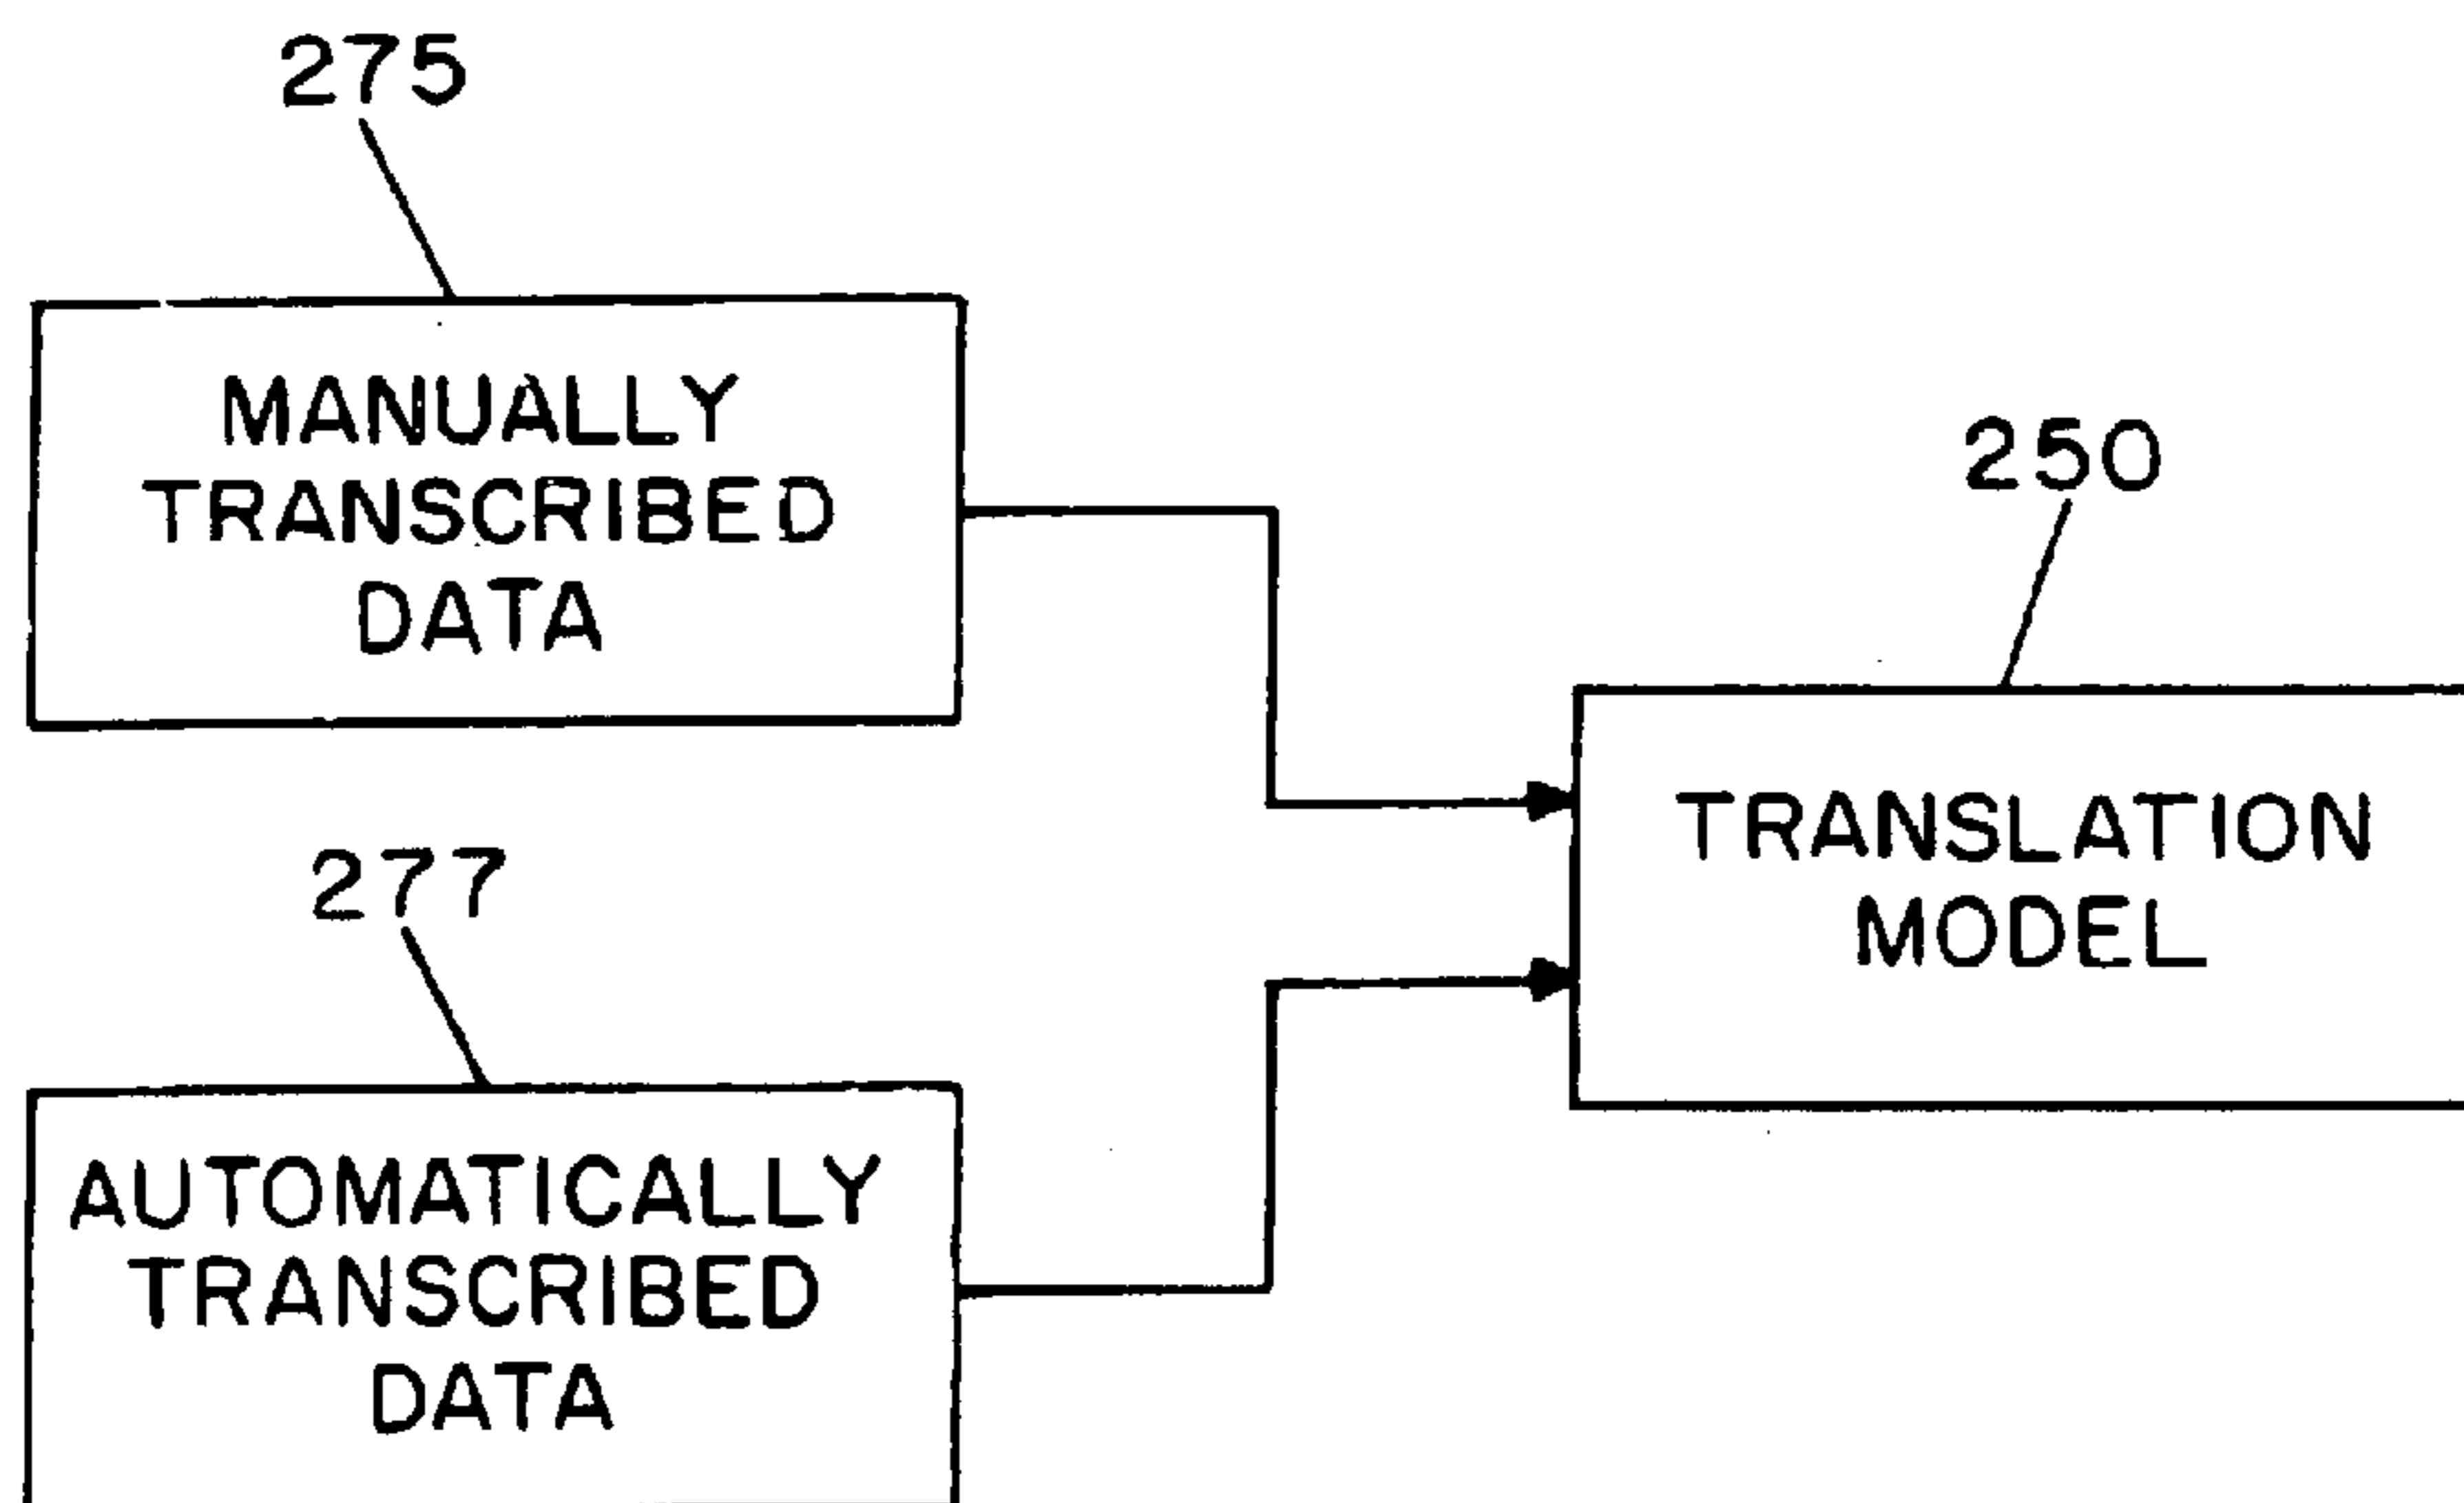 275
MANUALLY
TRANSCRIBED
DATA
250
TRANSLATION
MODEL
277
AUTOMATICALLY
TRANSCRIBED
DATA